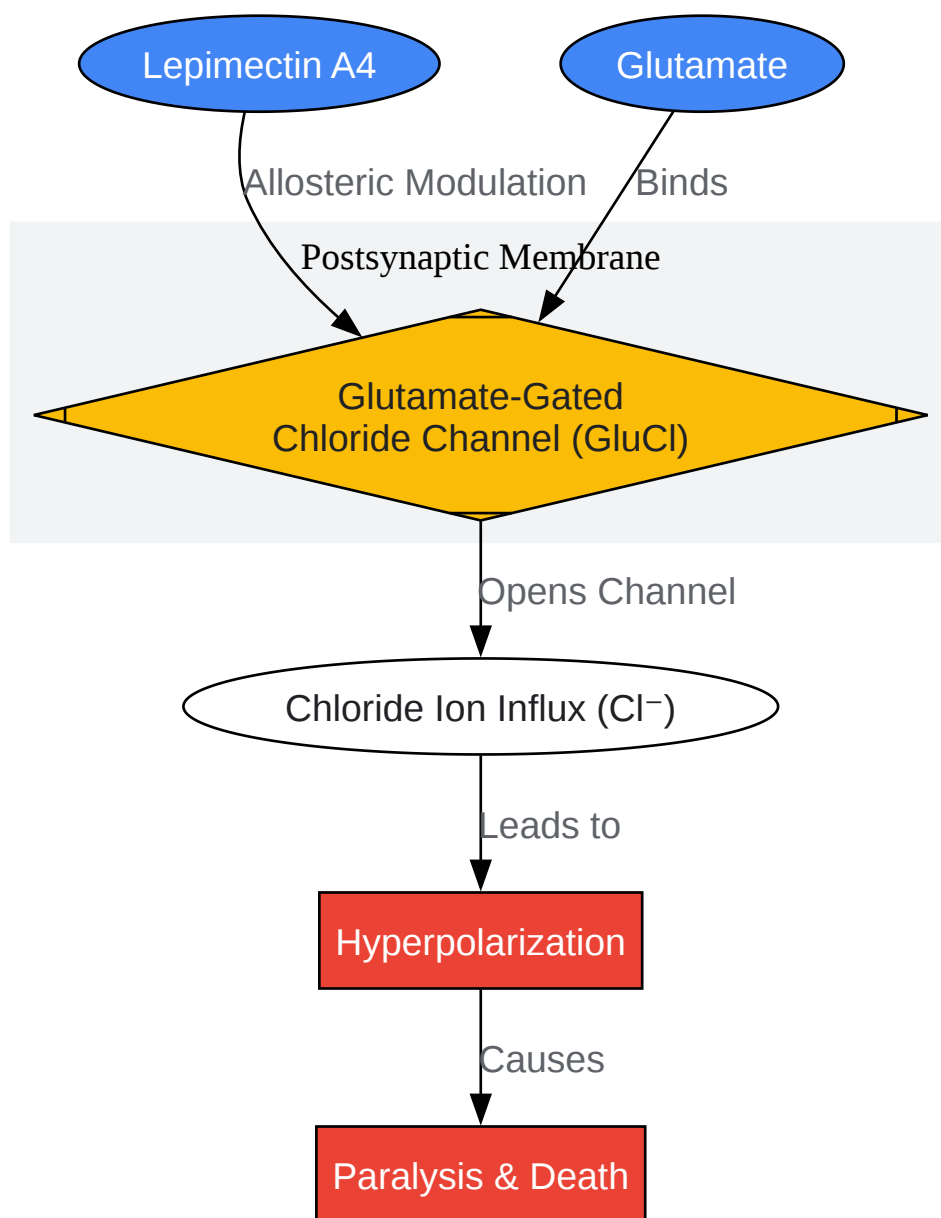 Lepimectin A4
Glutamate
Allosteric Modulation
Binds
Postsynaptic Membrane
Glutamate-Gated
Chloride Channel (GluCl)
Opens Channel
Chloride Ion Influx (Cl⁻)
Leads to
Hyperpolarization
Causes
Paralysis & Death